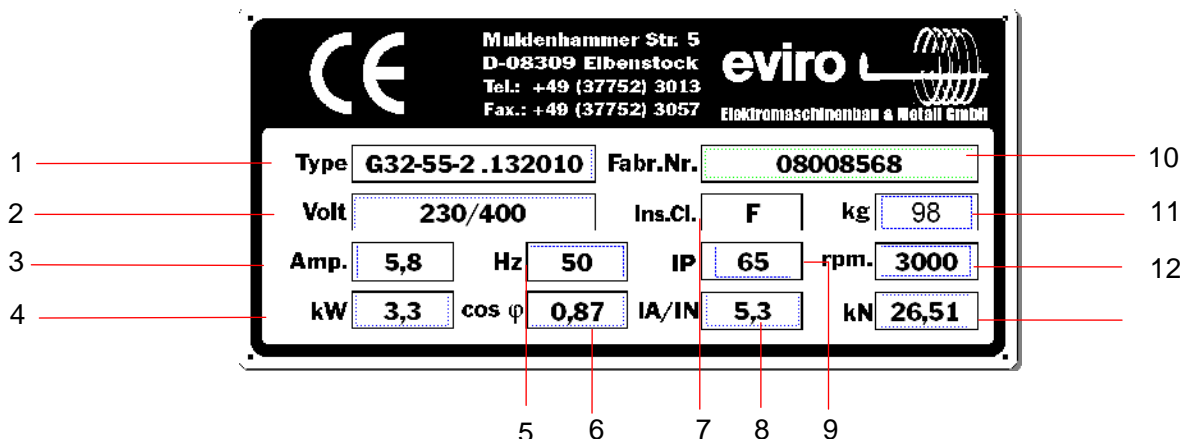 CE
Muldenhammer Str. 5
D-08309 Eibenstock
Tel.: +49 (37752) 3013
Fax.: +49 (37752) 3057
eviro
Elektromaschinenbau & Metall GmbH
1 Type G32-55-2 .132010 Fabr.Nr. 08008568 10
2 Volt 230/400 Ins.Cl. F kg 98 11
3 Amp. 5,8 Hz 50 IP 65 rpm. 3000 12
4 kW 3,3 cos φ 0,87 IA/IN 5,3 kN 26,51
5 6 7 8 9